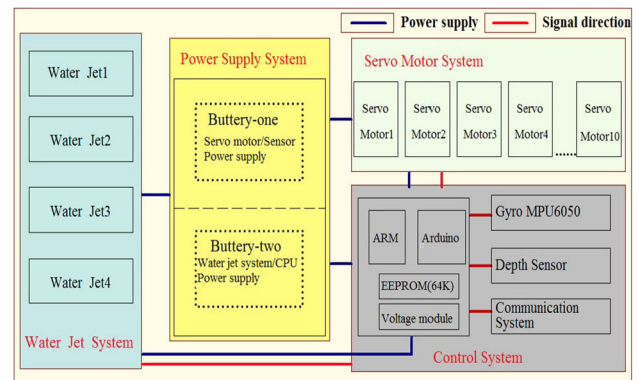 Power supply
Signal direction
Water Jet1
Water Jet2
Water Jet3
Water Jet4
Water Jet System
Power Supply System
Buttery-one
Servo motor/Sensor
Power supply
Buttery-two
Water jet system/CPU
Power supply
Servo Motor System
Servo
Motor1
Servo
Motor2
Servo
Motor3
Servo
Motor4
......
Servo
Motor10
ARM
Arduino
EEPROM(64K)
Voltage module
Gyro MPU6050
Depth Sensor
Communication
System
Control System